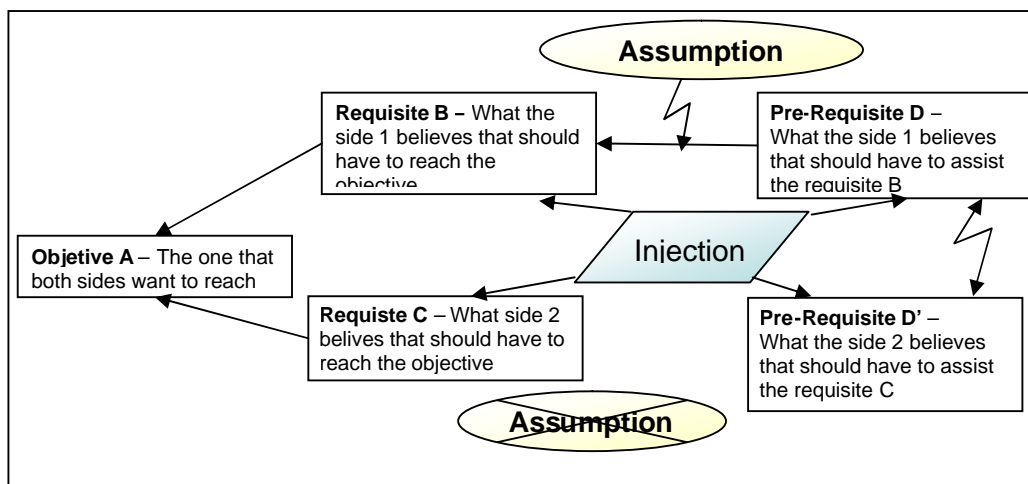 Assumption
Requisite B – What the
side 1 believes that should
have to reach the
objective
Pre-Requisite D –
What the side 1 believes
that should have to assist
the requisite B
Injection
Objetive A – The one that
both sides want to reach
Requiste C – What side 2
belives that should have to
reach the objective
Pre-Requisite D’ –
What the side 2 believes
that should have to assist
the requisite C
Assumption